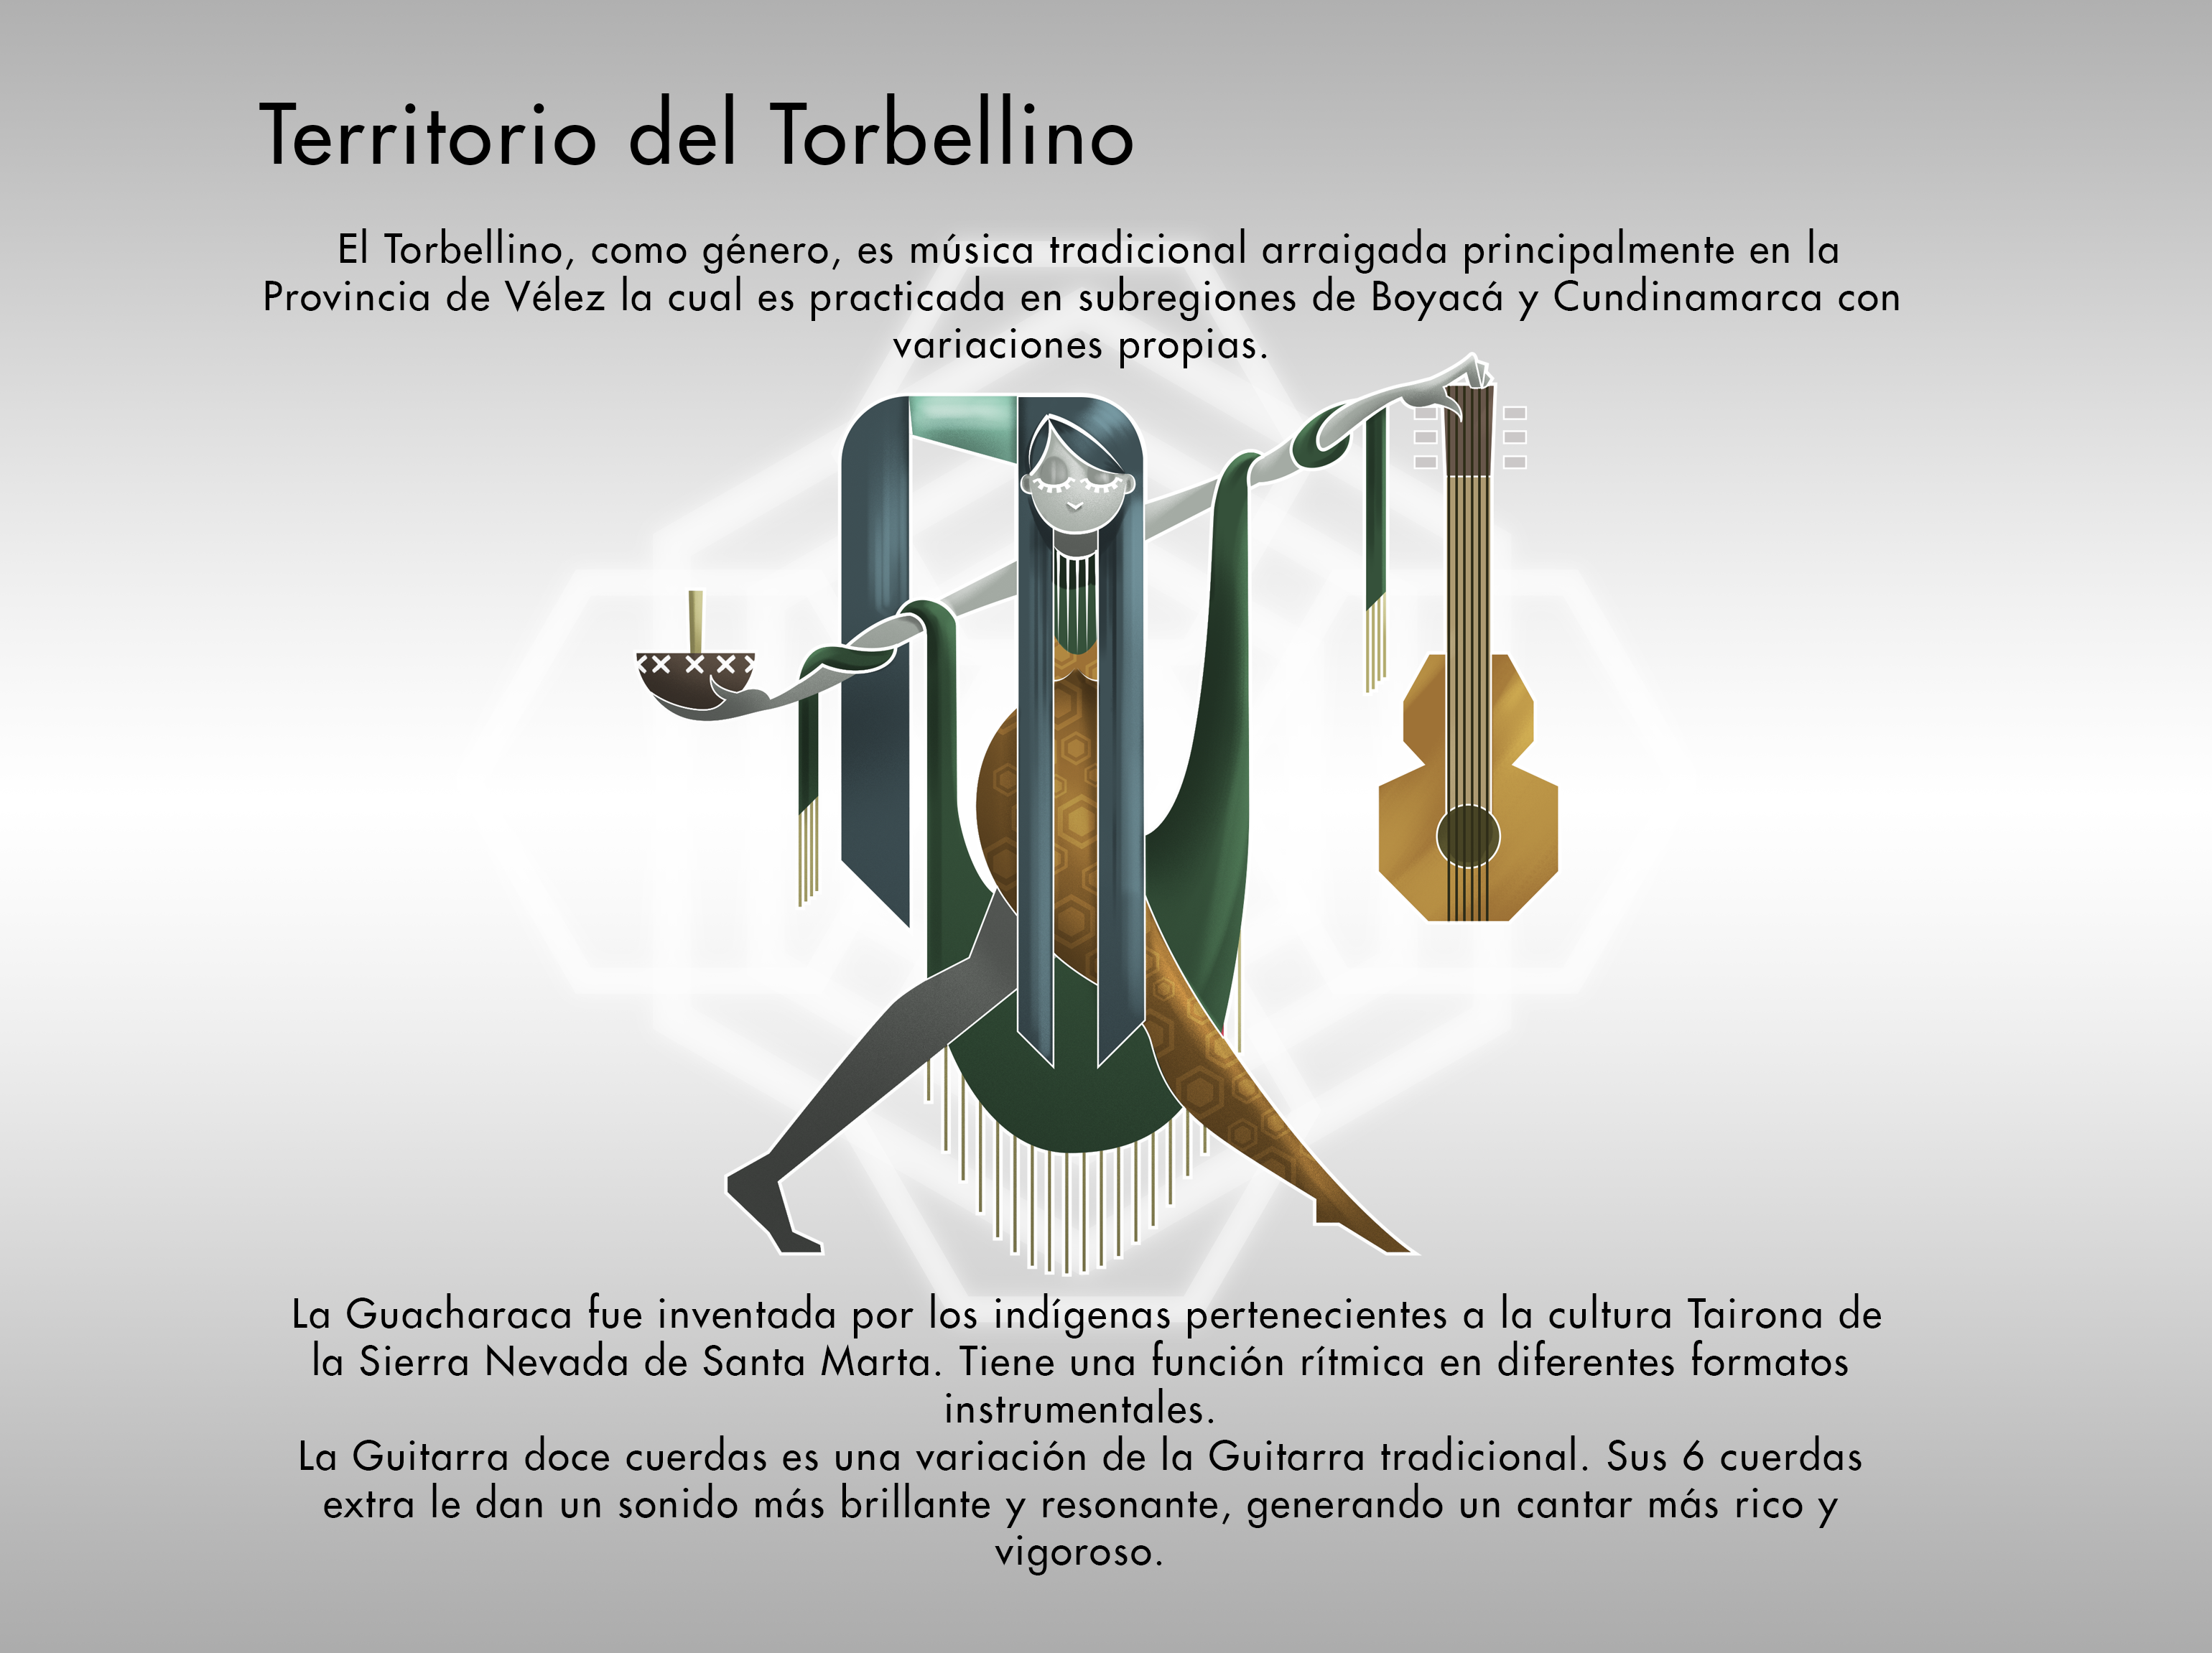 Territorio del Torbellino
El Torbellino, como género, es música tradicional arraigada principalmente en la
Provincia de Vélez la cual es practicada en subregiones de Boyacá y Cundinamarca con
variaciones propias.
La Guacharaca fue inventada por los indígenas pertenecientes a la cultura Tairona de
la Sierra Nevada de Santa Marta. Tiene una función rítmica en diferentes formatos
instrumentales.
La Guitarra doce cuerdas es una variación de la Guitarra tradicional. Sus 6 cuerdas
extra le dan un sonido más brillante y resonante, generando un cantar más rico y
vigoroso.